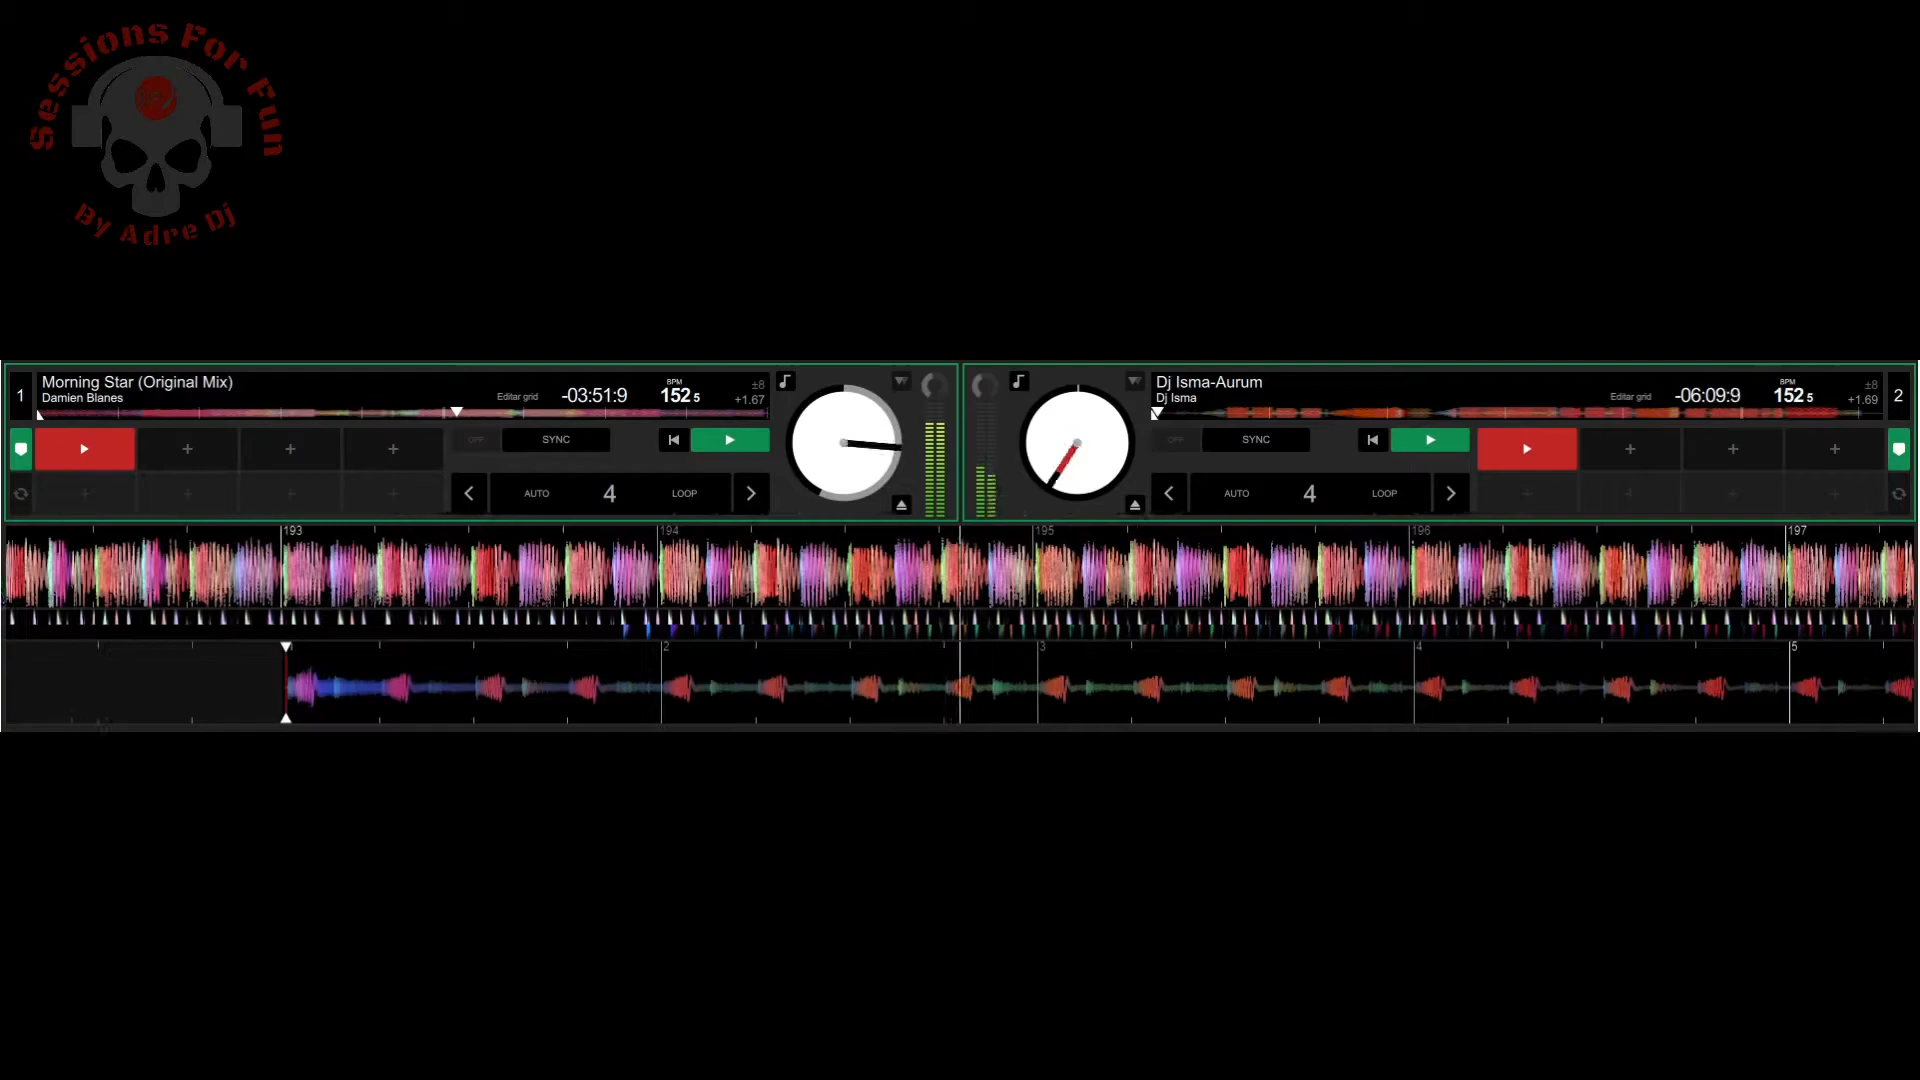 Sessions For Fun
By Adre Dj
1
Morning Star (Original Mix)
Damien Blanes
Editar grid
-03:51:9
BPM
152 5
±8
+1.67
OFF
SYNC
AUTO
4
LOOP
Dj Isma-Aurum
Dj Isma
Editar grid
-06:09:9
BPM
152 5
±8
+1.69
2
OFF
SYNC
AUTO
4
LOOP
193
194
195
196
197
2
3
4
5